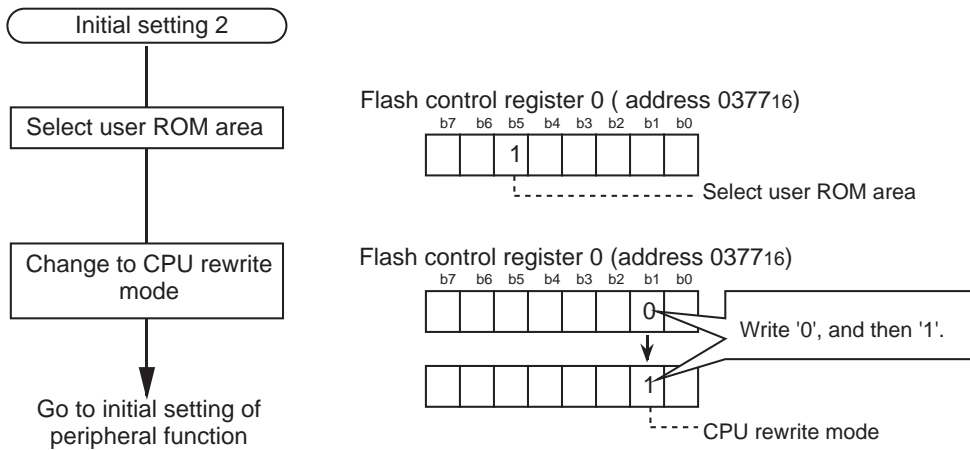 Initial setting 2
Select user ROM area
Flash control register 0 ( address 037716)
b7 b6 b5 b4 b3 b2 b1 b0
1
Select user ROM area
Change to CPU rewrite
mode
Flash control register 0 (address 037716)
b7 b6 b5 b4 b3 b2 b1 b0
0
Write '0', and then '1'.
1
CPU rewrite mode
Go to initial setting of
peripheral function